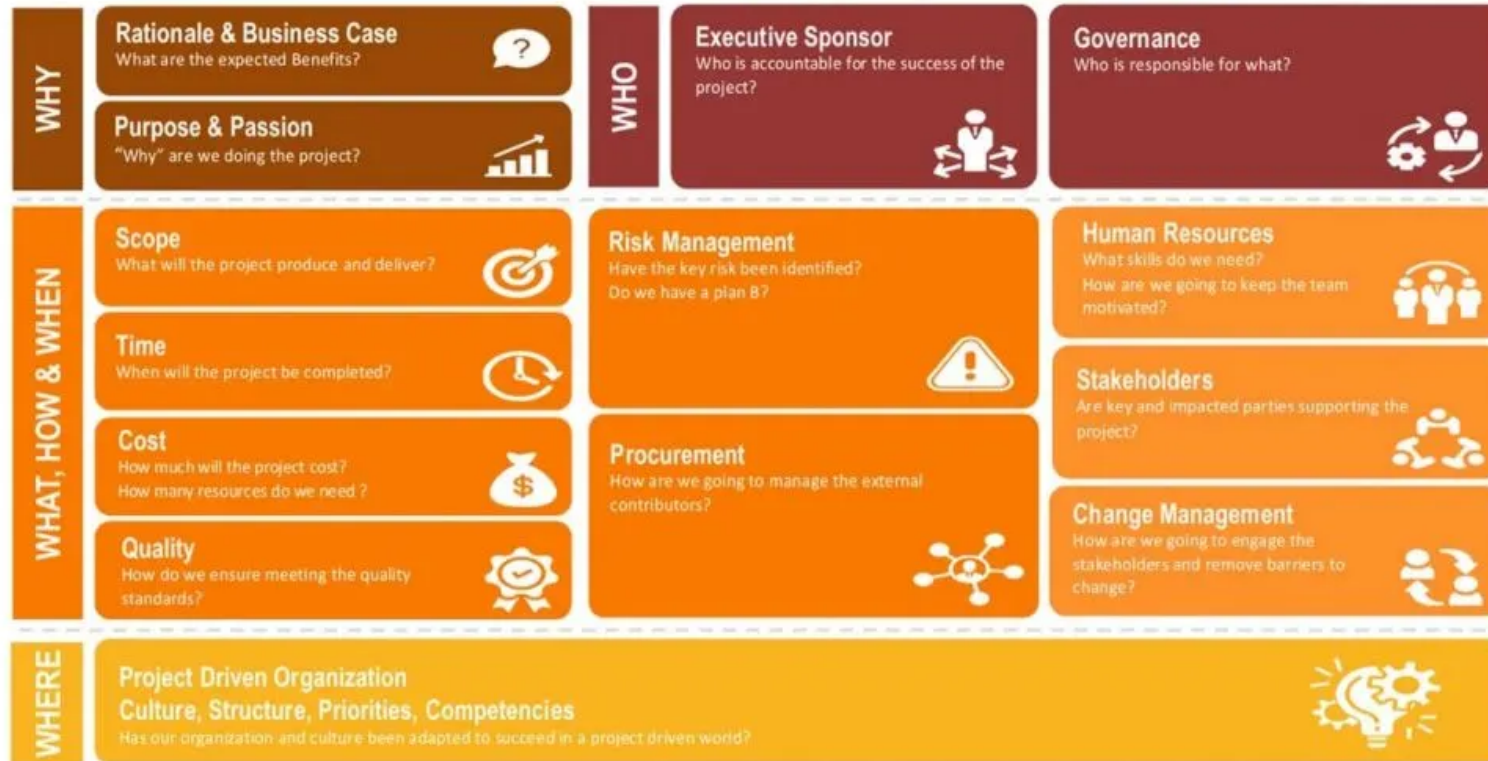 WHY
Rationale & Business Case
What are the expected Benefits?
?
Purpose & Passion
“Why” are we doing the project?
WHO
Executive Sponsor
Who is accountable for the success of the
project?
Governance
Who is responsible for what?
WHAT, HOW & WHEN
Scope
What will the project produce and deliver?
Time
When will the project be completed?
Cost
How much will the project cost?
How many resources do we need ?
$
Quality
How do we ensure meeting the quality
standards?
Risk Management
Have the key risk been identified?
Do we have a plan B?
!
Procurement
How are we going to manage the external
contributors?
Human Resources
What skills do we need?
How are we going to keep the team
motivated?
Stakeholders
Are key and impacted parties supporting the
project?
Change Management
How are we going to engage the
stakeholders and remove barriers to
change?
WHERE
Project Driven Organization
Culture, Structure, Priorities, Competencies
Has our organization and culture been adapted to succeed in a project driven world?